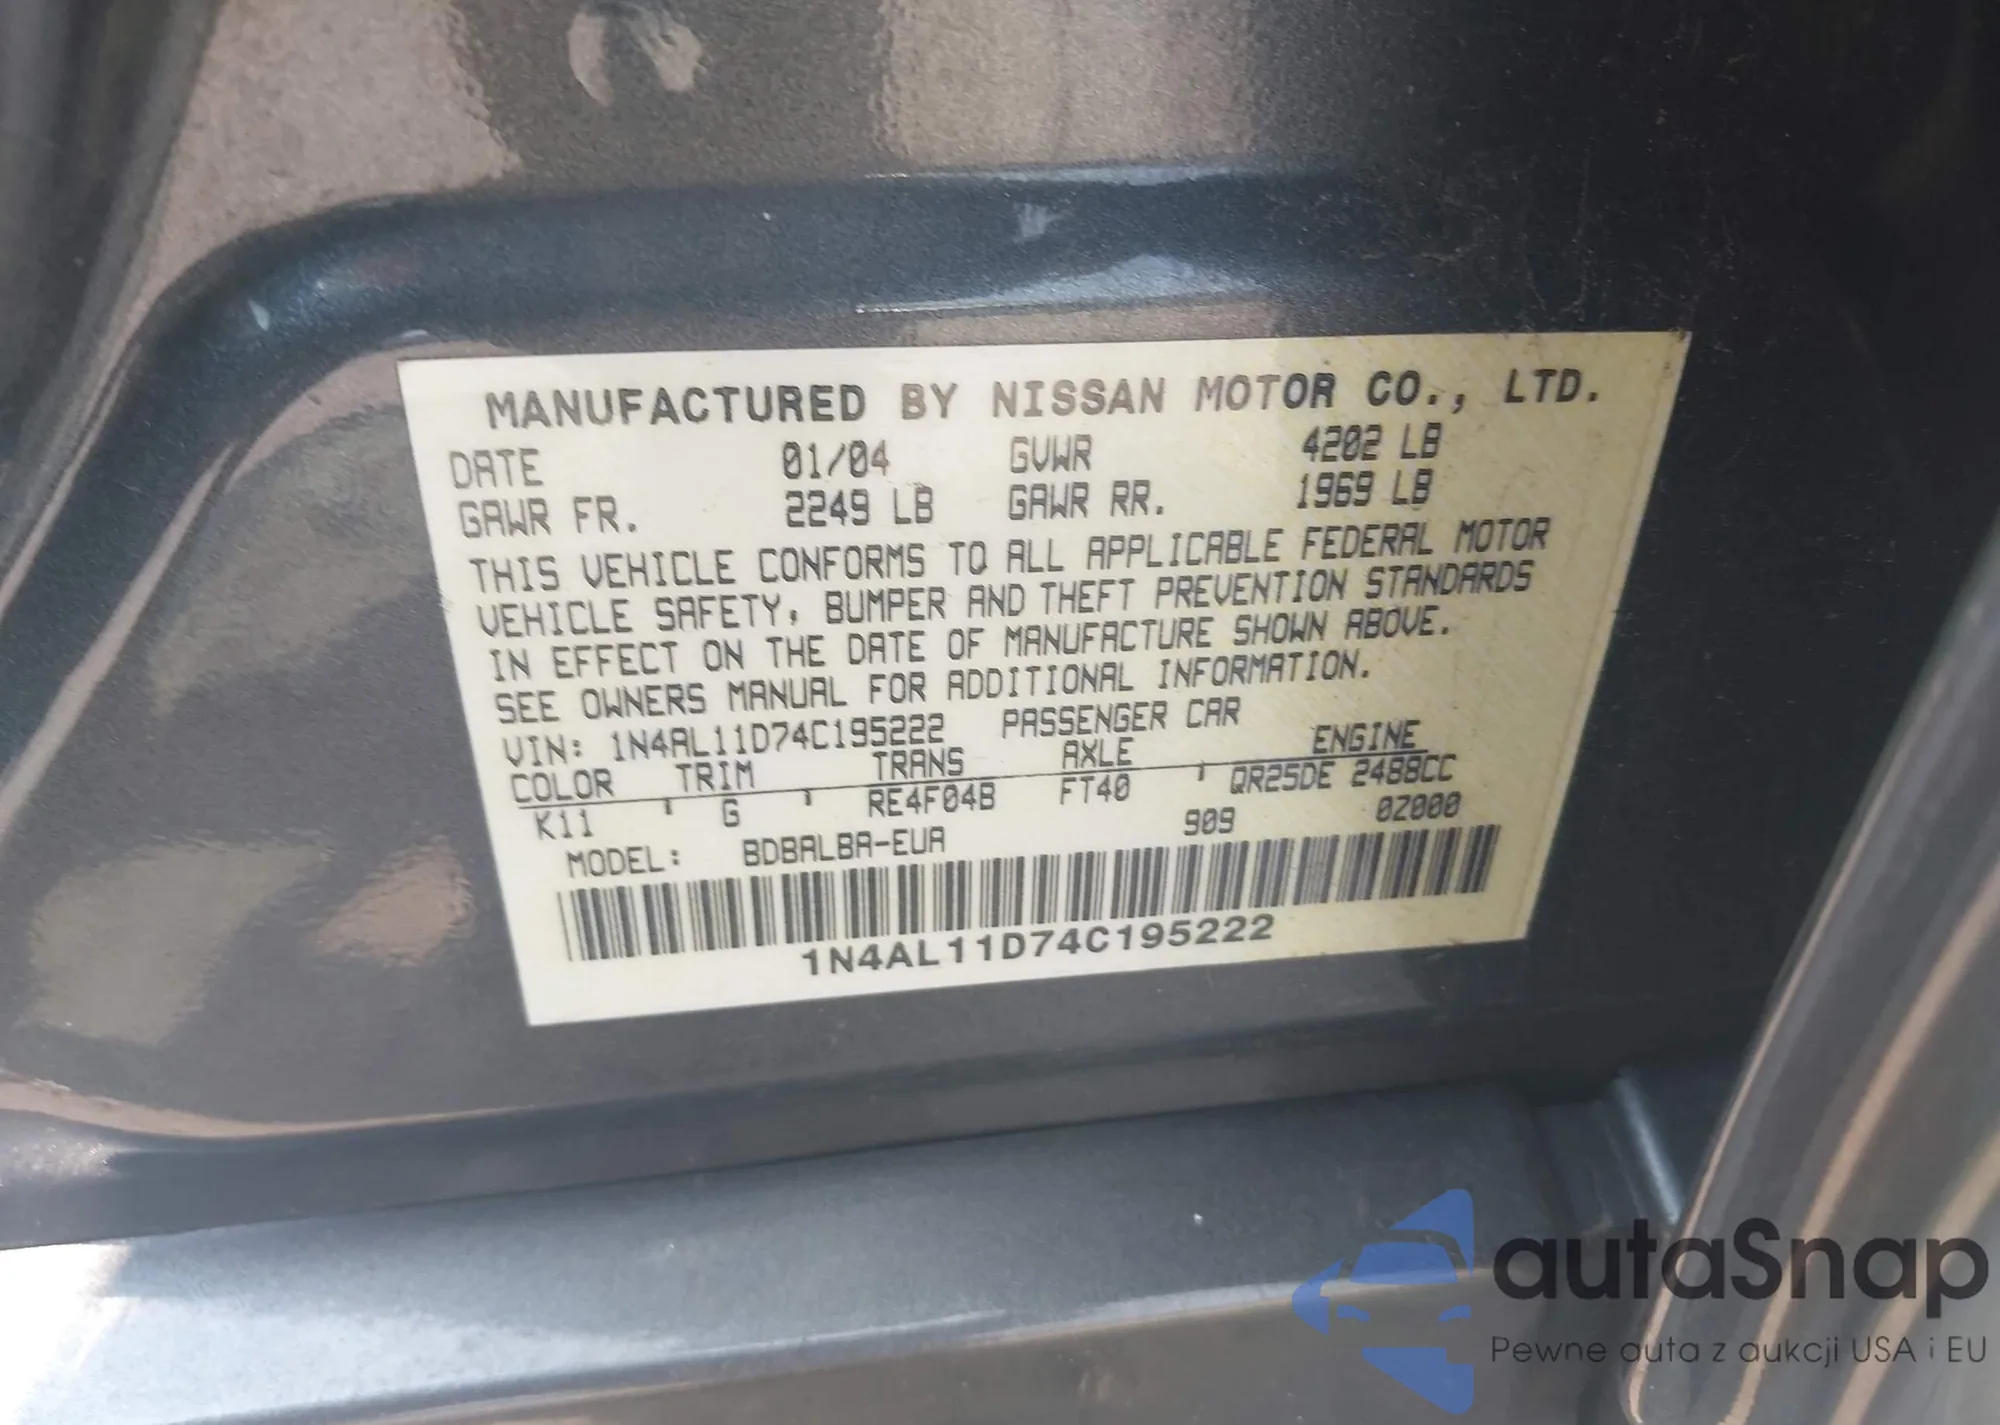 MANUFACTURED BY NISSAN MOTOR CO., LTD.
DATE 01/04 GVWR 4202 LB
GAWR FR. 2249 LB GAWR RR. 1969 LB
THIS VEHICLE CONFORMS TO ALL APPLICABLE FEDERAL MOTOR
VEHICLE SAFETY, BUMPER AND THEFT PREVENTION STANDARDS
IN EFFECT ON THE DATE OF MANUFACTURE SHOWN ABOVE.
SEE OWNERS MANUAL FOR ADDITIONAL INFORMATION.
VIN: 1N4AL11D74C195222 PASSENGER CAR
COLOR TRIM TRANS AXLE ENGINE
K11 G RE4F04B FT40 QR25DE 2488CC
MODEL: BDBALBA-EUA 909 02000
1N4AL11D74C195222
autaSnap
Pewne auta z aukcji USA i EU